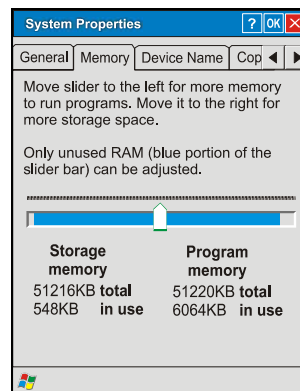 System Properties ? OK X
General Memory Device Name Cop
Move slider to the left for more memory
to run programs. Move it to the right for
more storage space.
Only unused RAM (blue portion of the
slider bar) can be adjusted.
Storage Program
memory memory
51216KB total 51220KB total
548KB in use 6064KB in use